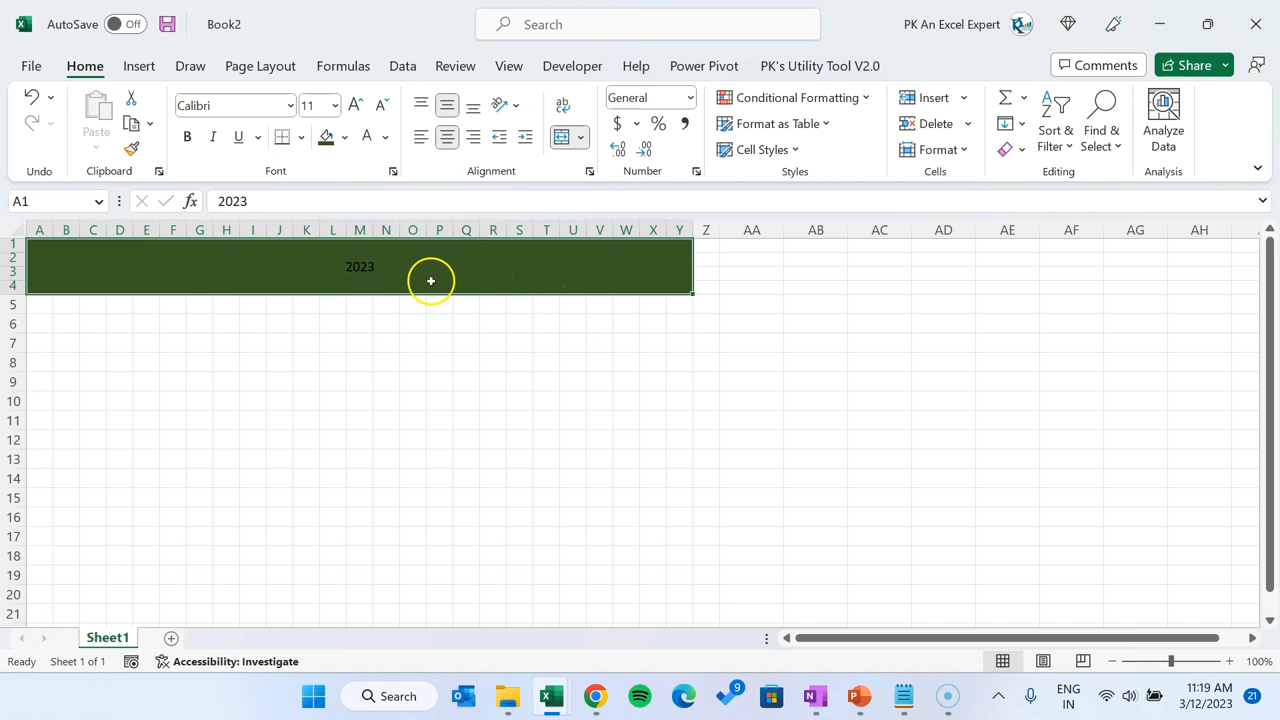 AutoSave Off Book2 Search PK An Excel Expert
File Home Insert Draw Page Layout Formulas Data Review View Developer Help Power Pivot PK's Utility Tool V2.0 Comments Share
Calibri 11 General Conditional Formatting Insert
Paste B I U A $ % Format as Table Delete Sort & Filter Find & Select Analyze Data
Cell Styles Format
Undo Clipboard Font Alignment Number Styles Cells Editing Analysis
A1 fx 2023
A B C D E F G H I J K L M N O P Q R S T U V W X Y Z AA AB AC AD AE AF AG AH
1
2
2023
3
4
5
6
7
8
9
10
11
12
13
14
15
16
17
18
19
20
21
Sheet1
Ready Sheet 1 of 1 Accessibility: Investigate 100%
Search 9 ENG IN 11:19 AM 3/12/2023 21